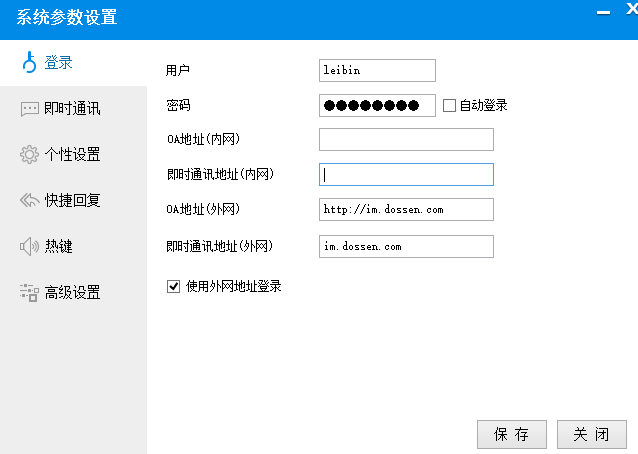 系统参数设置
登录
即时通讯
个性设置
快捷回复
热键
高级设置
用户 leibin
密码 ●●●●●●●● 自动登录
OA地址(内网)
即时通讯地址(内网)
OA地址(外网) http://im.dossen.com
即时通讯地址(外网) im.dossen.com
使用外网地址登录
保存 关闭